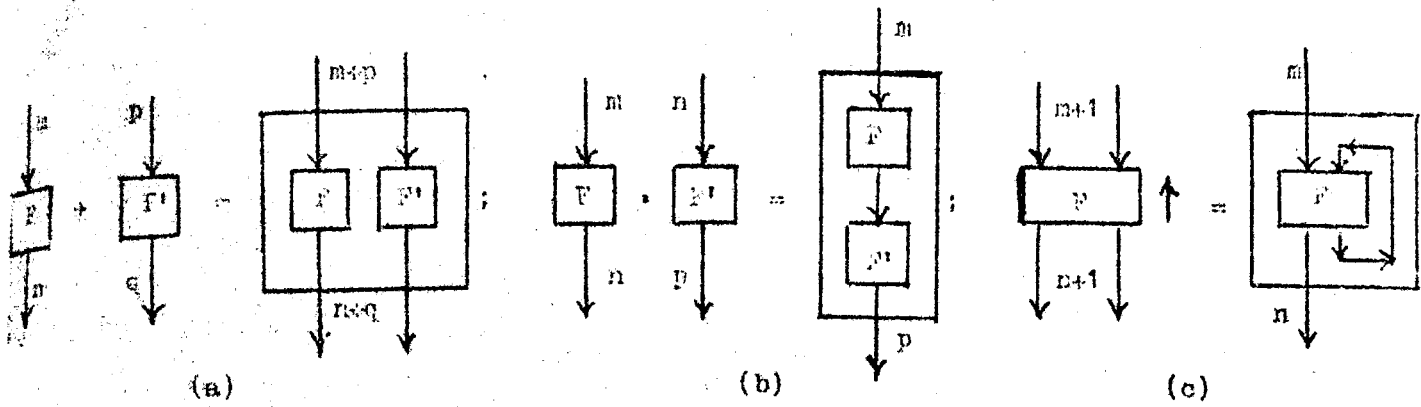 m p m+p
F + F' = F F' ;
n q n+q
(a)
m n m
F · F' = F F' ;
n p p
(b)
m+1 m
F ↑ = F
n+1 n
(c)